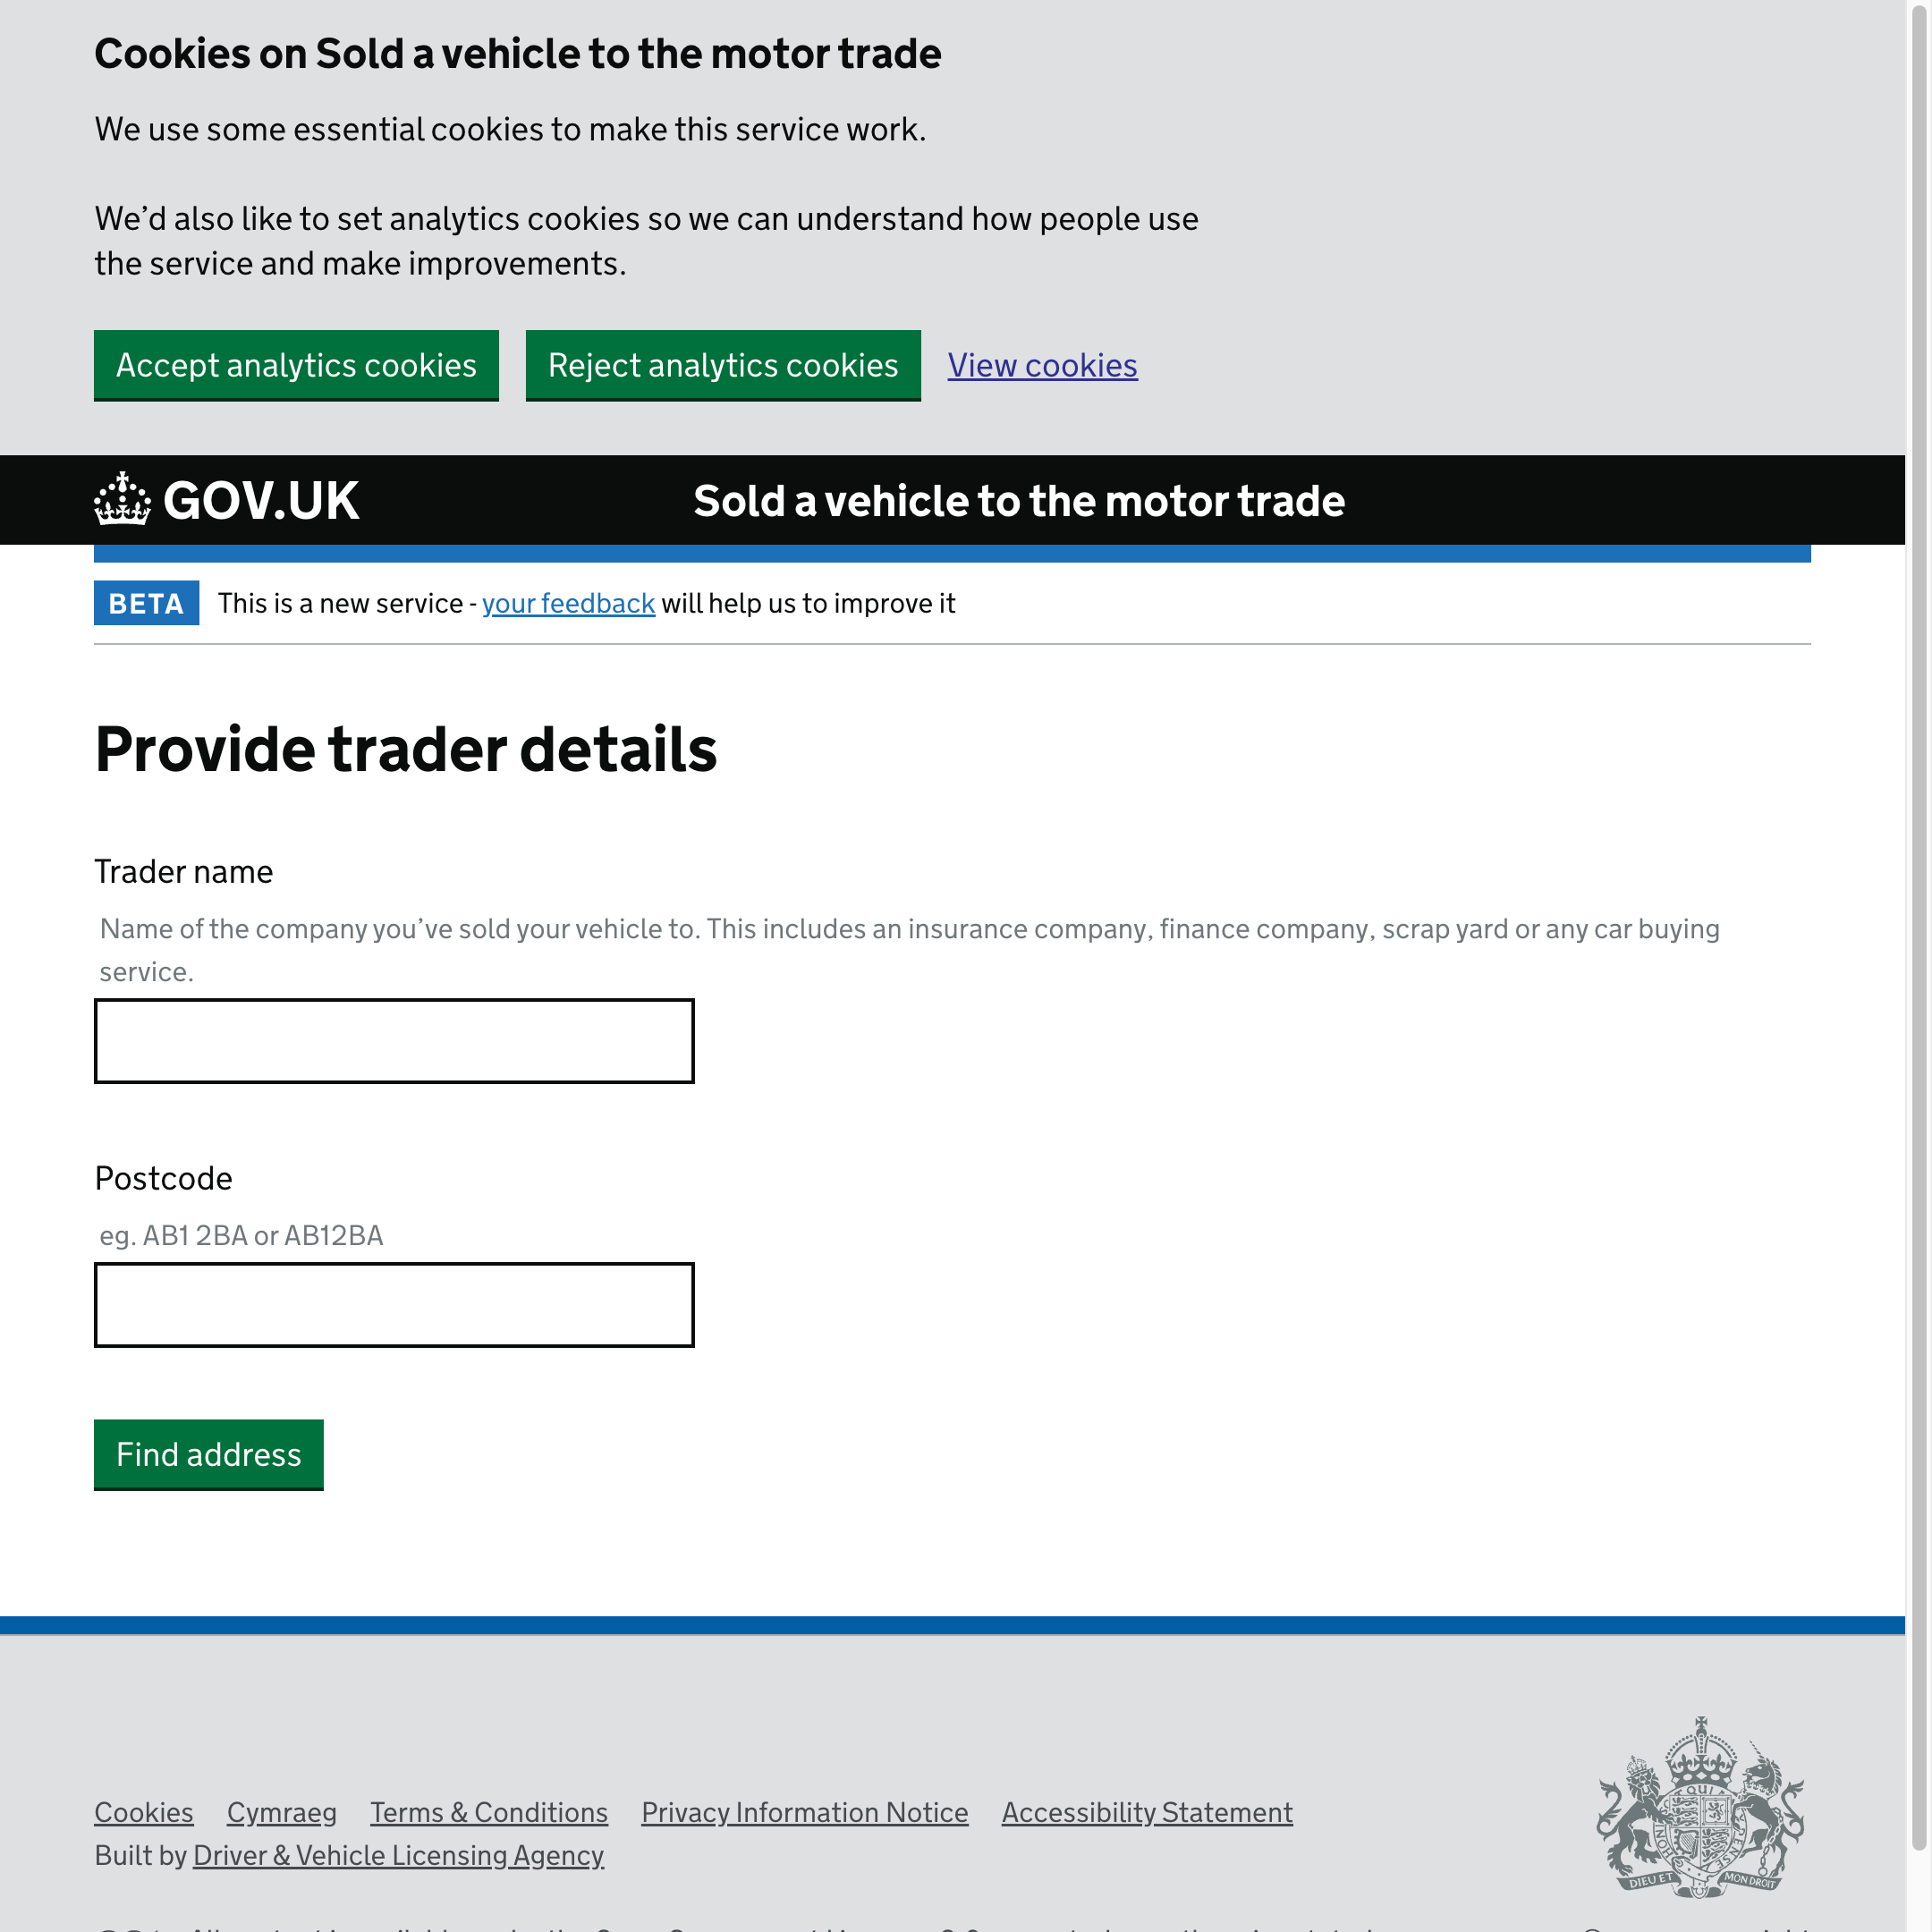 Cookies on Sold a vehicle to the motor trade
We use some essential cookies to make this service work.
We’d also like to set analytics cookies so we can understand how people use
the service and make improvements.
Accept analytics cookies
Reject analytics cookies
View cookies
GOV.UK
Sold a vehicle to the motor trade
BETA
This is a new service - your feedback will help us to improve it
Provide trader details
Trader name
Name of the company you’ve sold your vehicle to. This includes an insurance company, finance company, scrap yard or any car buying
service.
Postcode
eg. AB1 2BA or AB12BA
Find address
Cookies
Cymraeg
Terms & Conditions
Privacy Information Notice
Accessibility Statement
Built by Driver & Vehicle Licensing Agency
DIEU ET MON DROIT